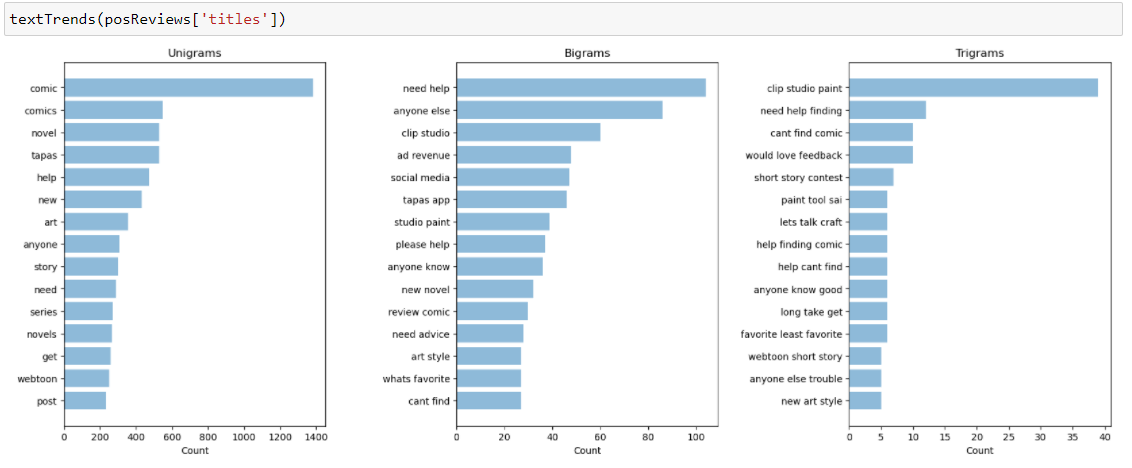 textTrends(posReviews['titles'])
Unigrams
comic
comics
novel
tapas
help
new
art
anyone
story
need
series
novels
get
webtoon
post
0 200 400 600 800 1000 1200 1400
Count
Bigrams
need help
anyone else
clip studio
ad revenue
social media
tapas app
studio paint
please help
anyone know
new novel
review comic
need advice
art style
whats favorite
cant find
0 20 40 60 80 100
Count
Trigrams
clip studio paint
need help finding
cant find comic
would love feedback
short story contest
paint tool sai
lets talk craft
help finding comic
help cant find
anyone know good
long take get
favorite least favorite
webtoon short story
anyone else trouble
new art style
0 5 10 15 20 25 30 35 40
Count